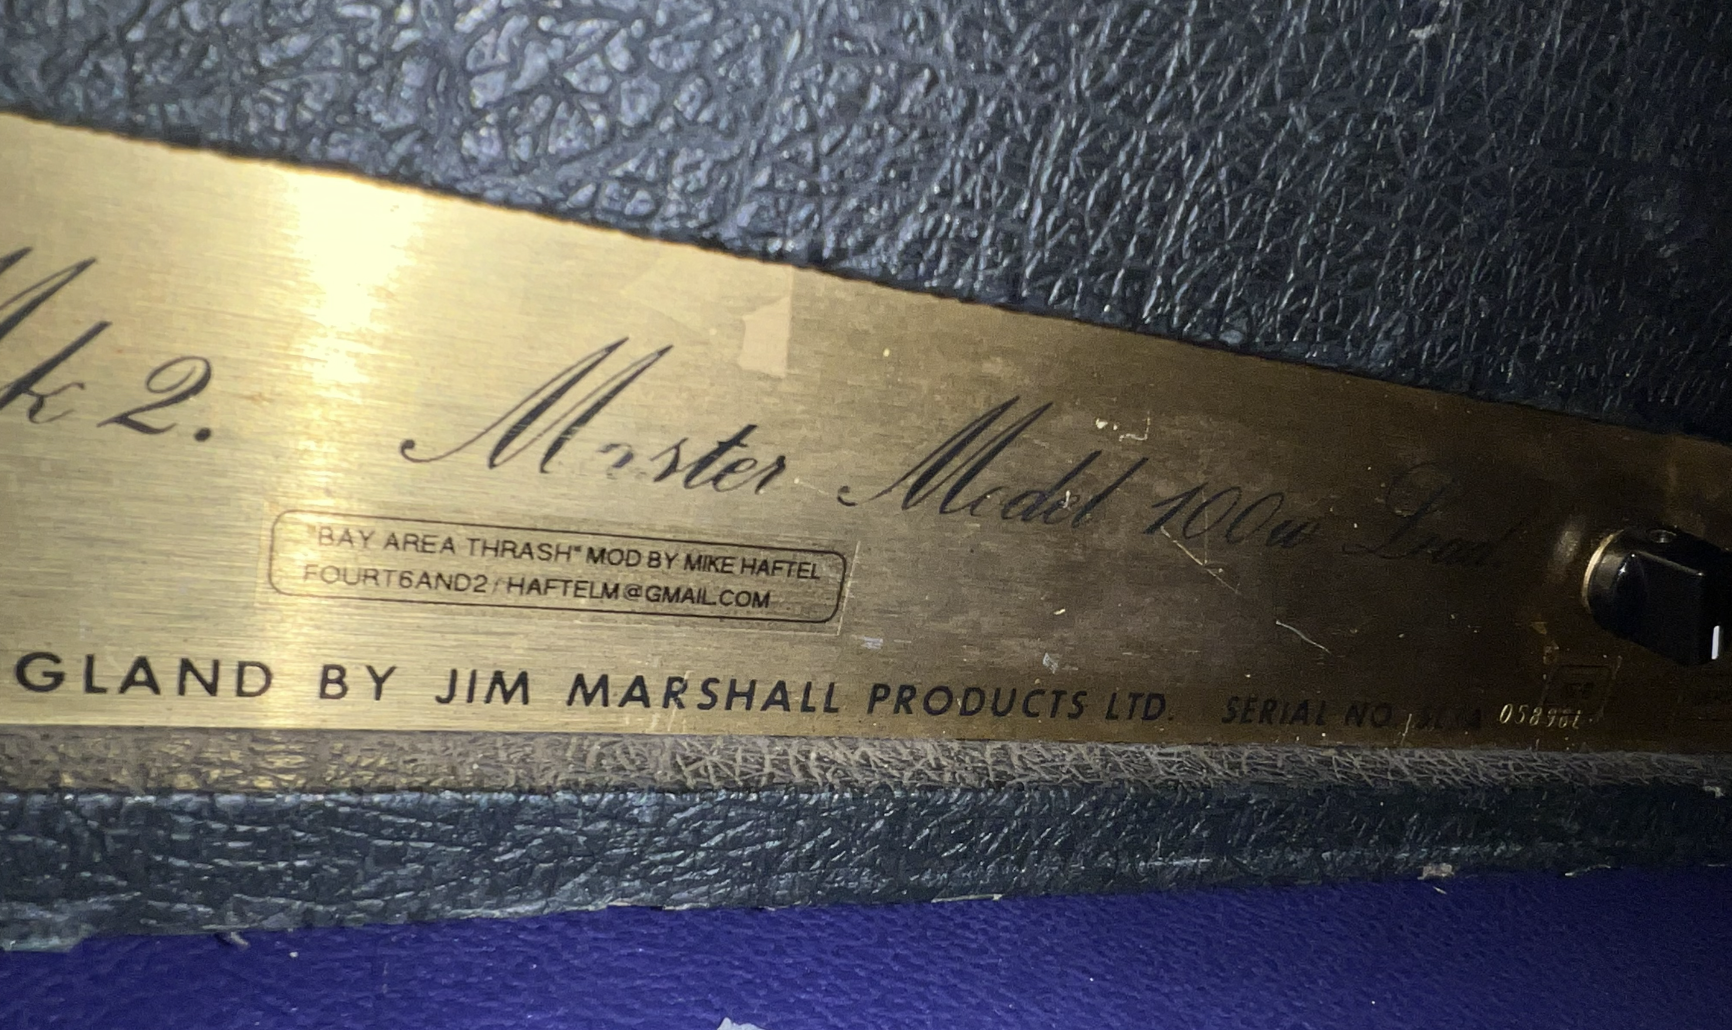 Mk 2. Master Model 100w Lead
"BAY AREA THRASH" MOD BY MIKE HAFTEL
FOURT6AND2 / HAFTELM@GMAIL.COM
GLAND BY JIM MARSHALL PRODUCTS LTD. SERIAL NO.